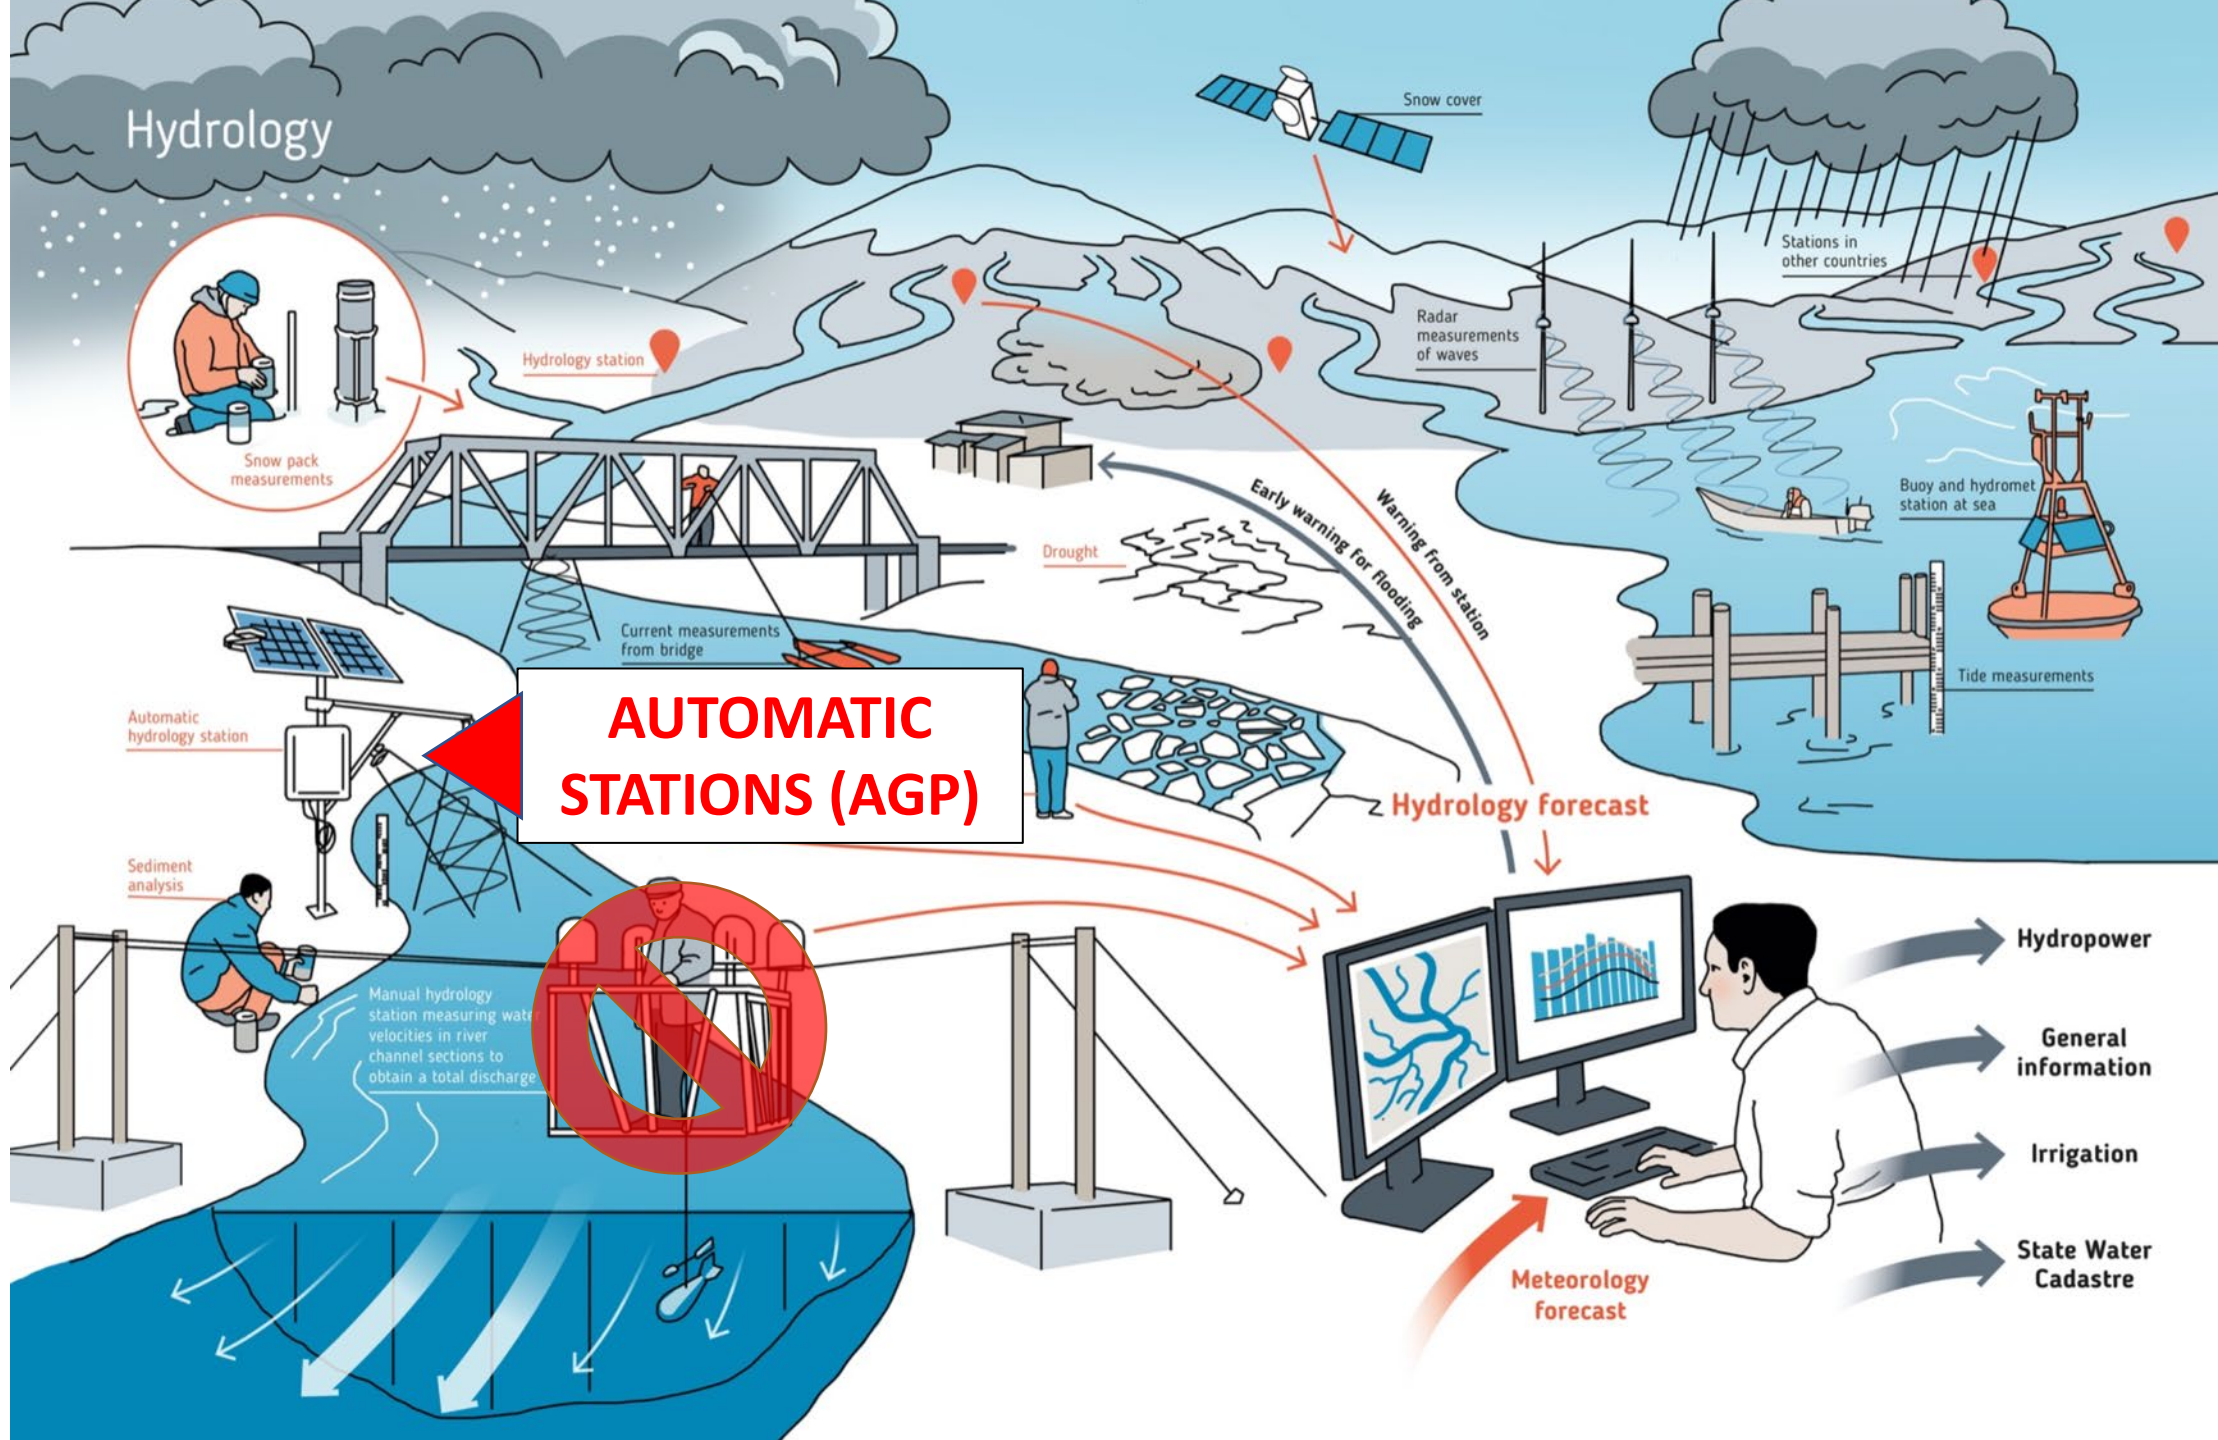 Hydrology
Snow cover
Stations in
other countries
Radar
measurements
of waves
Hydrology station
Snow pack
measurements
Buoy and hydromet
station at sea
Early warning for flooding
Warning from station
Drought
Current measurements
from bridge
Tide measurements
AUTOMATIC
STATIONS (AGP)
Automatic
hydrology station
Hydrology forecast
Sediment
analysis
Manual hydrology
station measuring water
velocities in river
channel sections to
obtain a total discharge
Hydropower
General
information
Irrigation
State Water
Cadastre
Meteorology
forecast